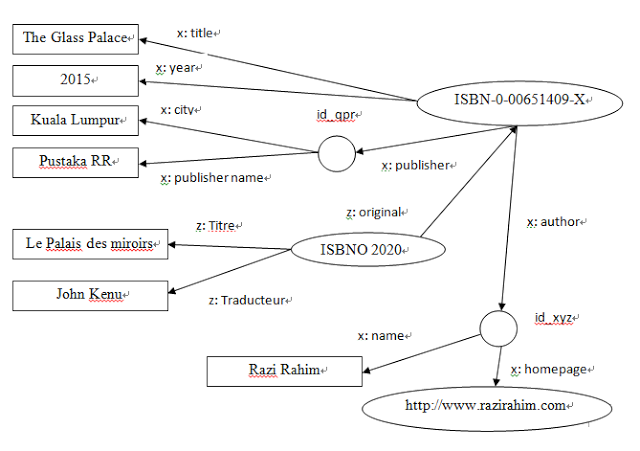 The Glass Palace
x: title
2015
x: year
ISBN-0-00651409-X
Kuala Lumpur
x: city
id_qpr
Pustaka RR
x: publisher name
x: publisher
z: original
x: author
z: Titre
Le Palais des miroirs
ISBNO 2020
John Kenu
z: Traducteur
id_xyz
x: name
Razi Rahim
x: homepage
http://www.razirahim.com